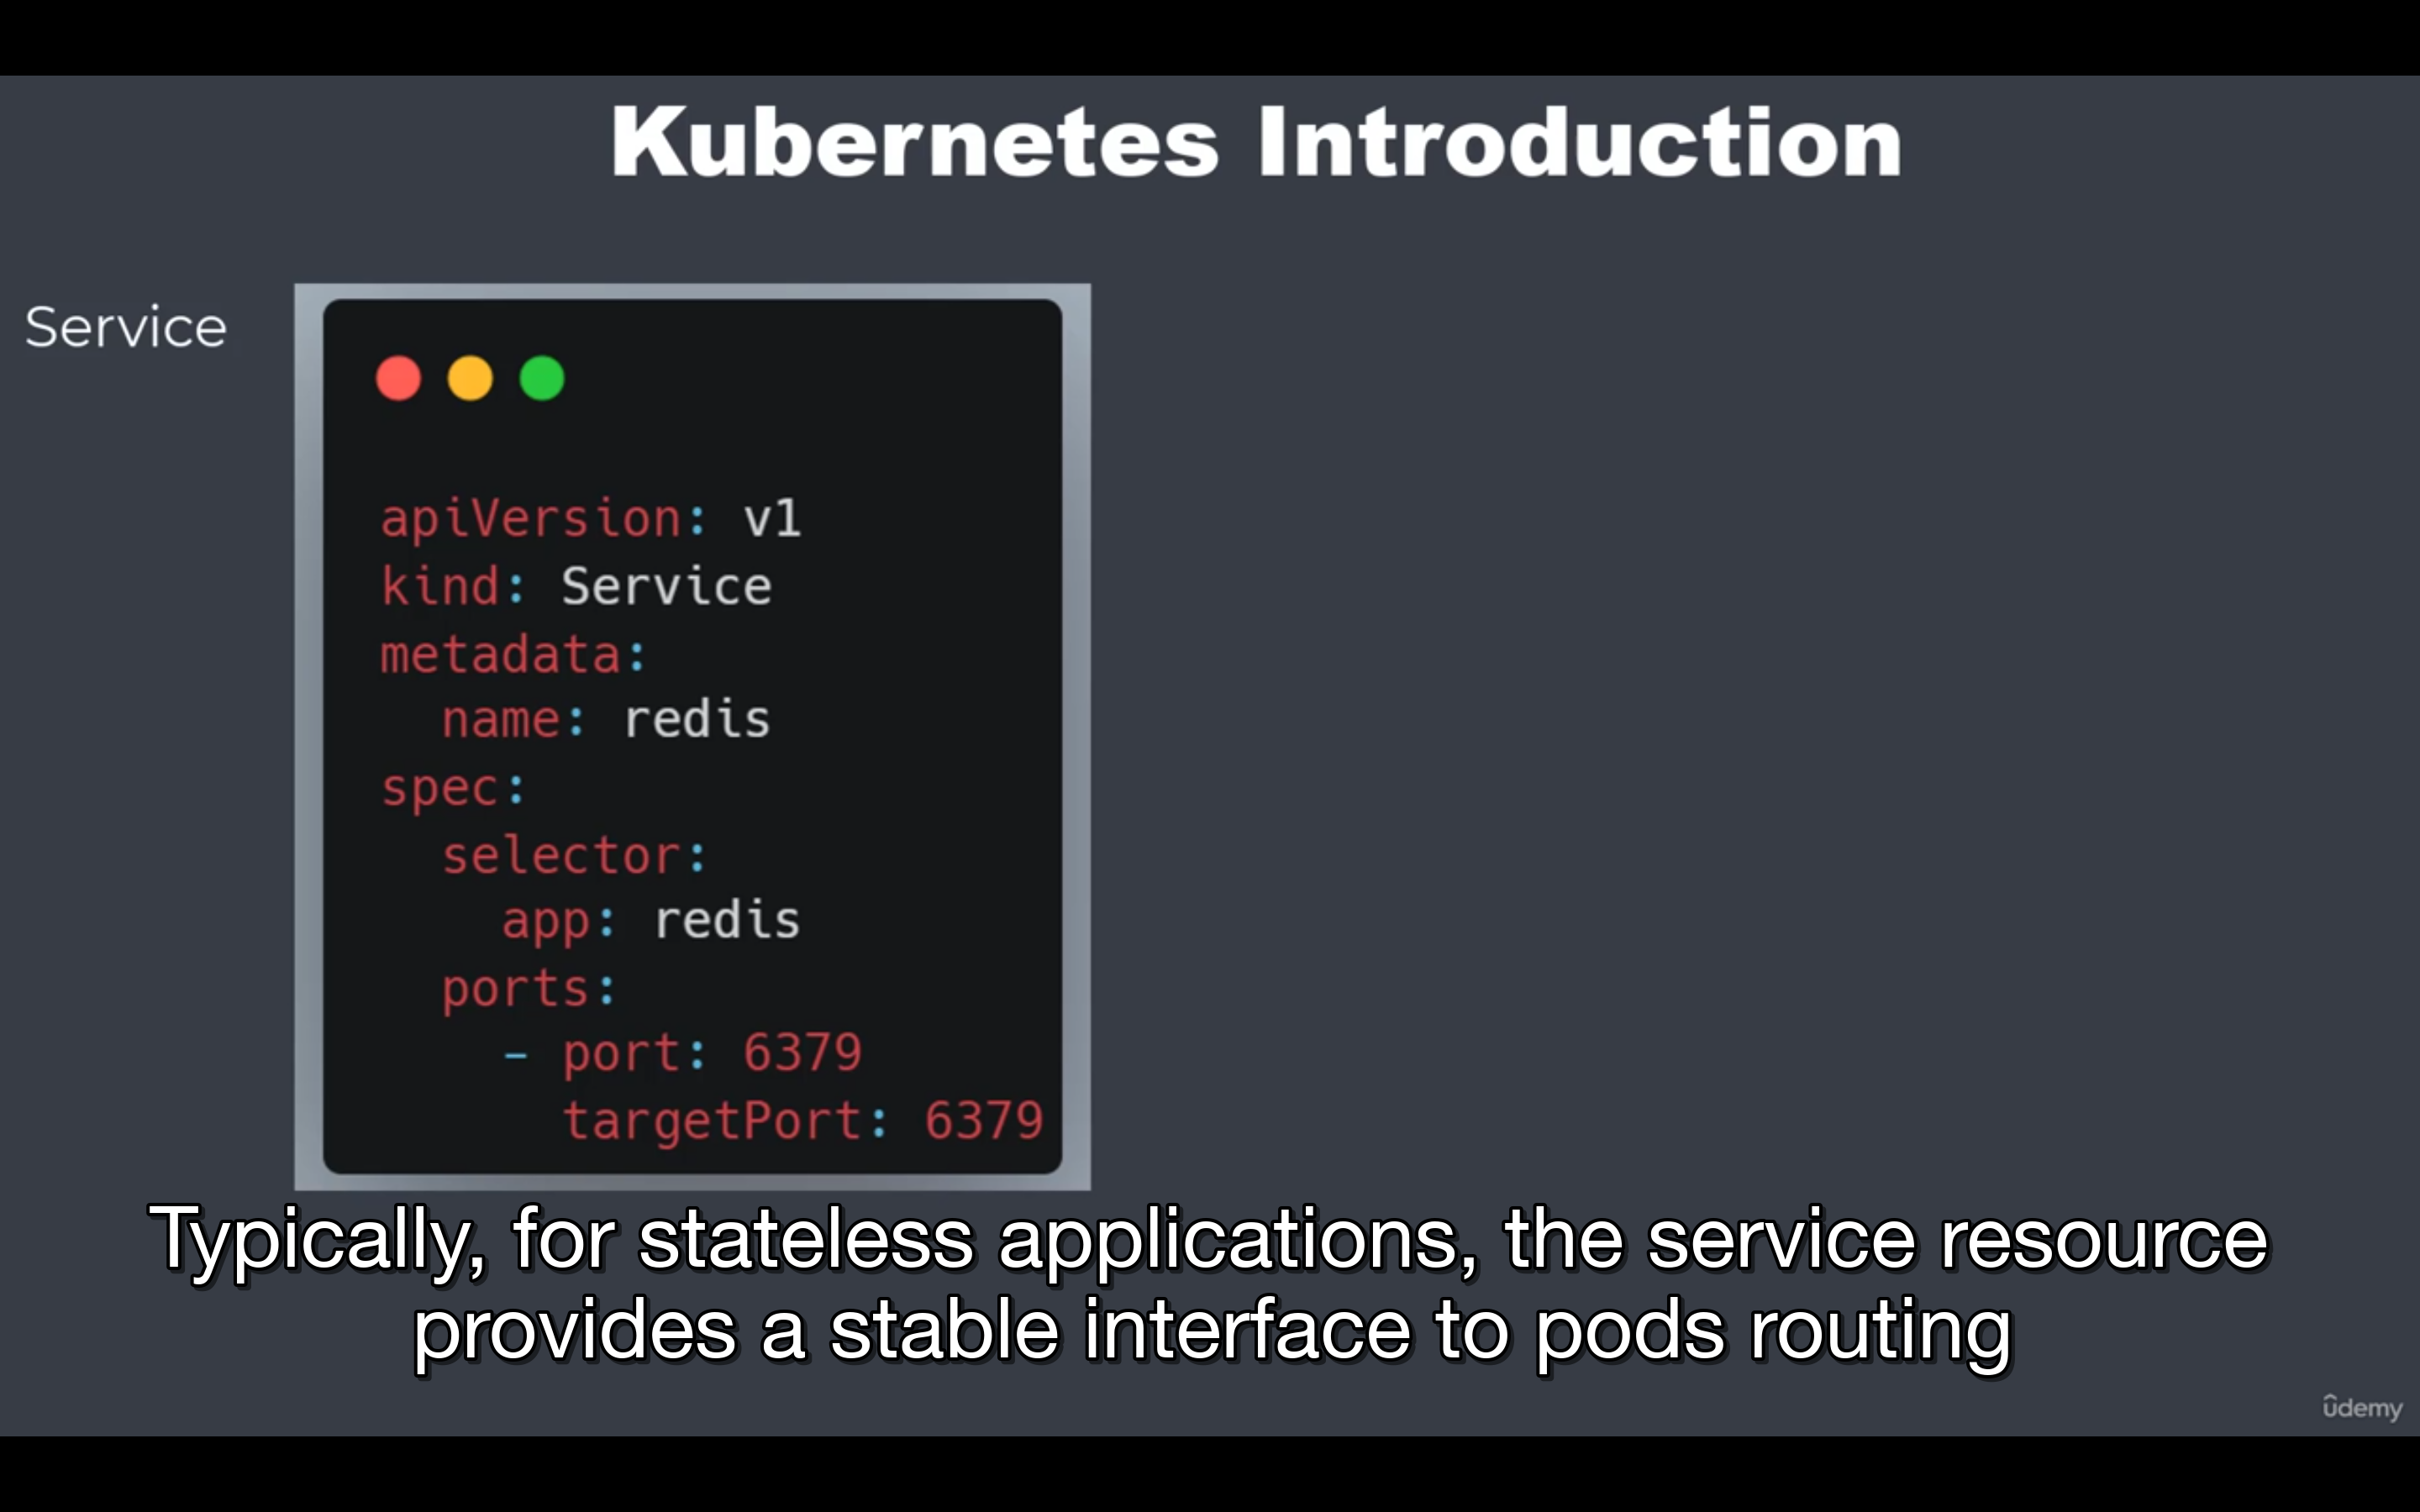 Kubernetes Introduction
Service
apiVersion: v1
kind: Service
metadata:
  name: redis
spec:
  selector:
    app: redis
  ports:
    - port: 6379
      targetPort: 6379
Typically, for stateless applications, the service resource
provides a stable interface to pods routing
ûdemy